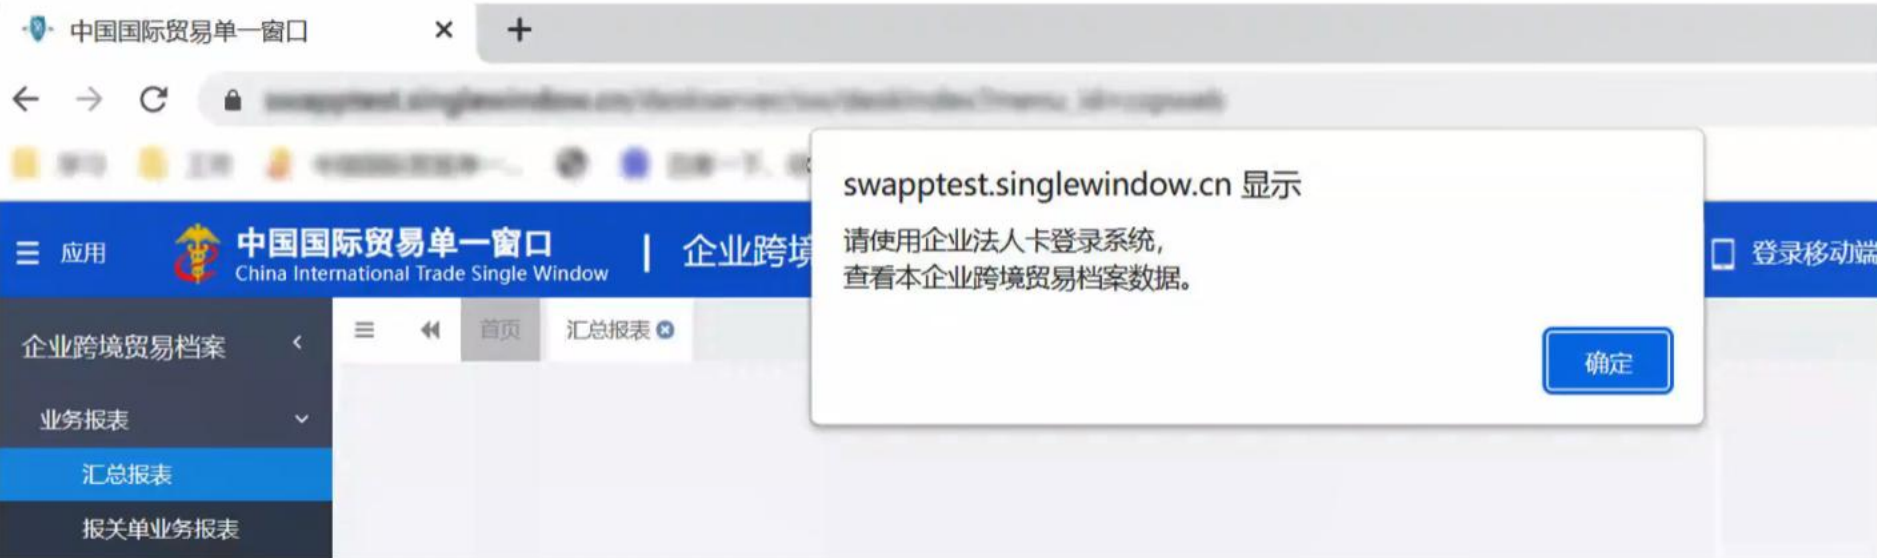 中国国际贸易单一窗口
swapptest.singlewindow.cn 显示
请使用企业法人卡登录系统，
查看本企业跨境贸易档案数据。
确定
应用
中国国际贸易单一窗口
China International Trade Single Window
企业跨境
登录移动端
首页
汇总报表
企业跨境贸易档案
业务报表
汇总报表
报关单业务报表